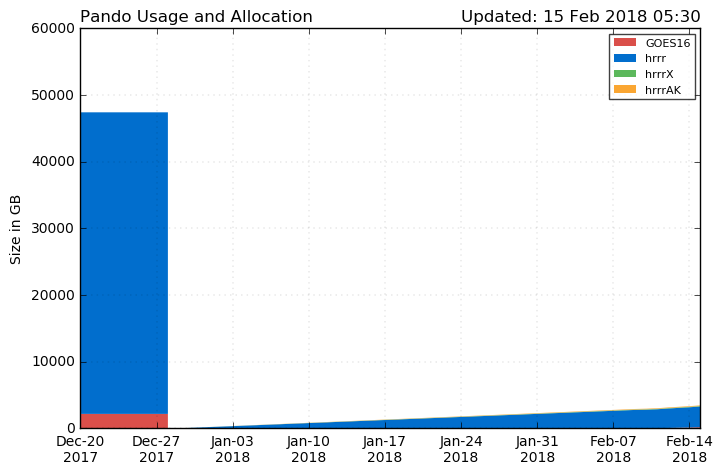 Pando Usage and Allocation
Updated: 15 Feb 2018 05:30
60000
50000
40000
30000
20000
10000
0
Size in GB
GOES16
hrrr
hrrrX
hrrrAK
Dec-20 Dec-27 Jan-03 Jan-10 Jan-17 Jan-24 Jan-31 Feb-07 Feb-14
2017 2017 2018 2018 2018 2018 2018 2018 2018